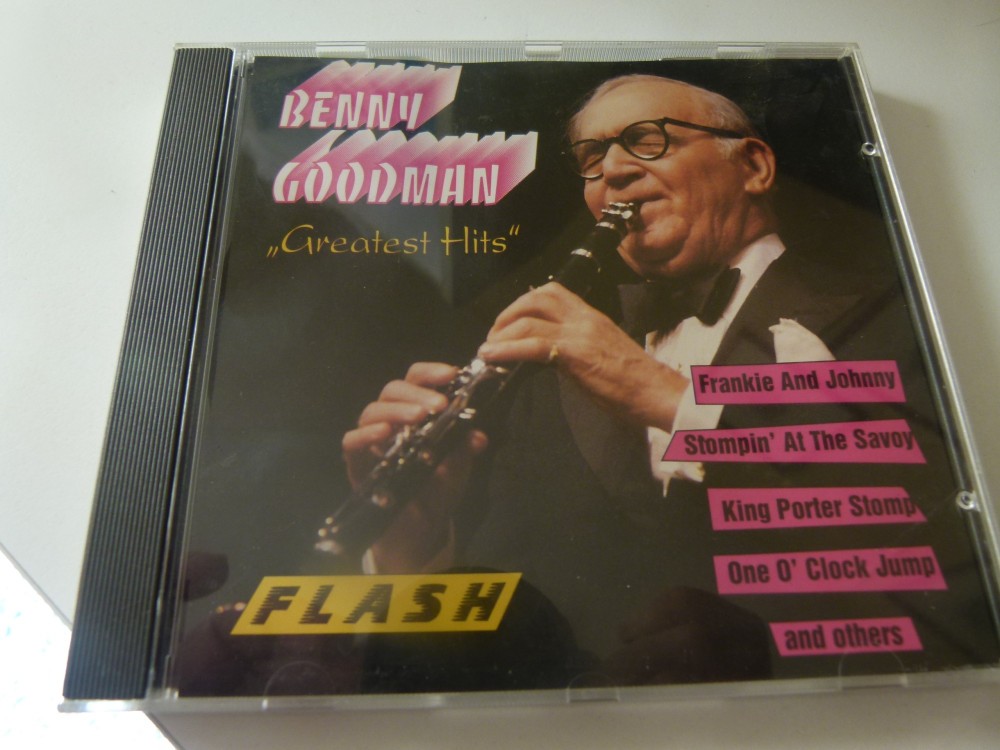 BENNY
GOODMAN
„Greatest Hits“
Frankie And Johnny
Stompin' At The Savoy
King Porter Stomp
One O' Clock Jump
and others
FLASH